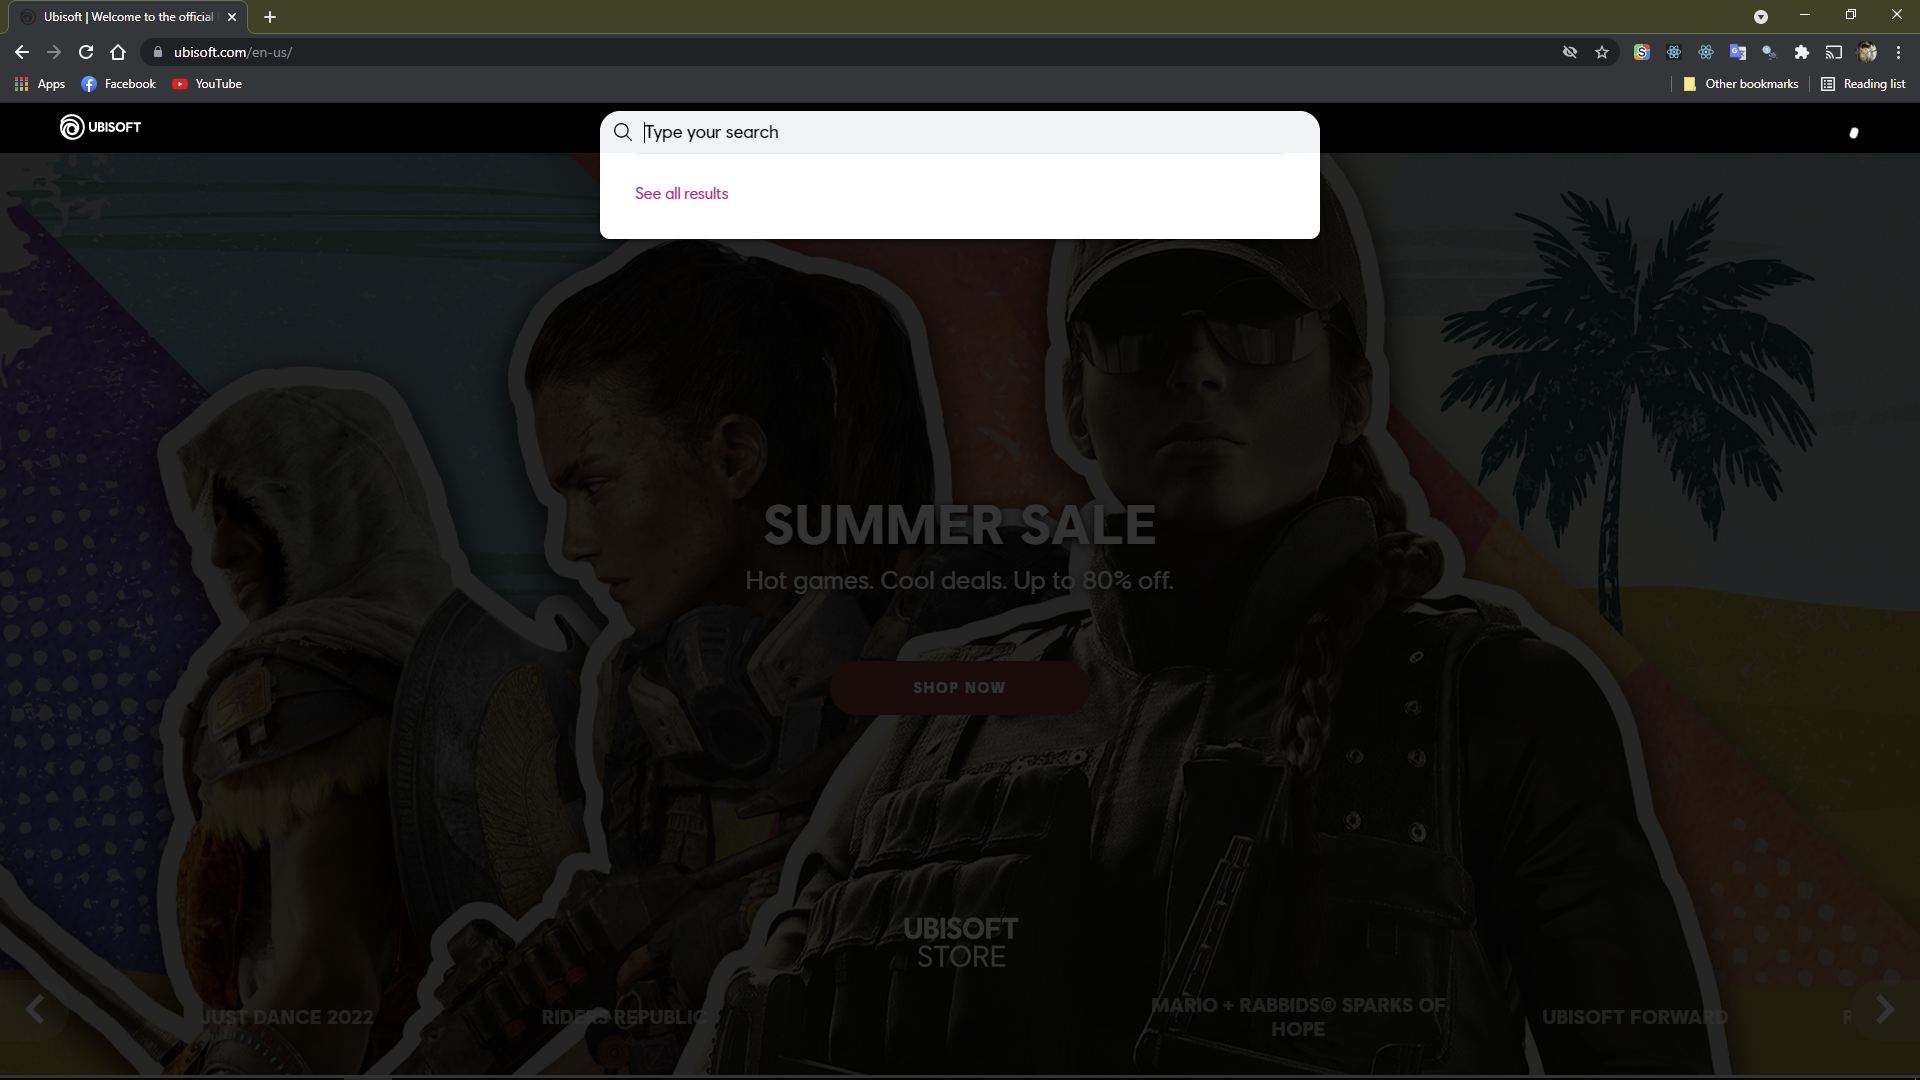 Ubisoft | Welcome to the official
ubisoft.com/en-us/
Apps
Facebook
YouTube
Other bookmarks
Reading list
UBISOFT
Type your search
See all results
SUMMER SALE
Hot games. Cool deals. Up to 80% off.
SHOP NOW
UBISOFT
STORE
JUST DANCE 2022
RIDERS REPUBLIC
MARIO + RABBIDS® SPARKS OF
HOPE
UBISOFT FORWARD
R